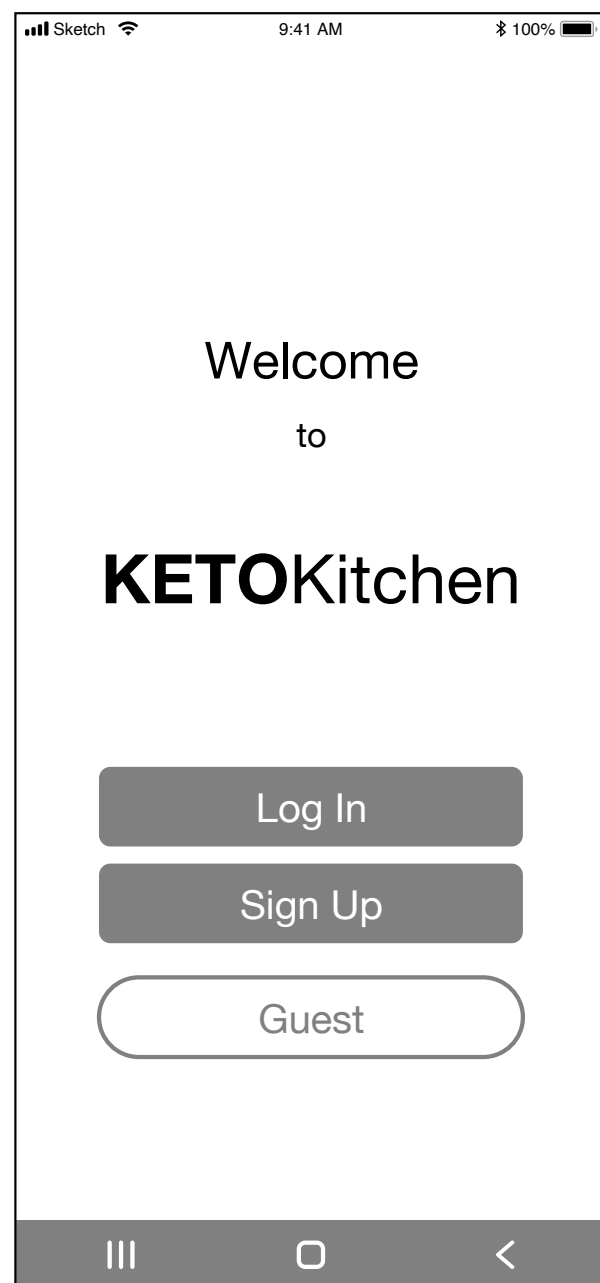 Sketch 9:41 AM 100%
Welcome
to
KETOKitchen
Log In
Sign Up
Guest